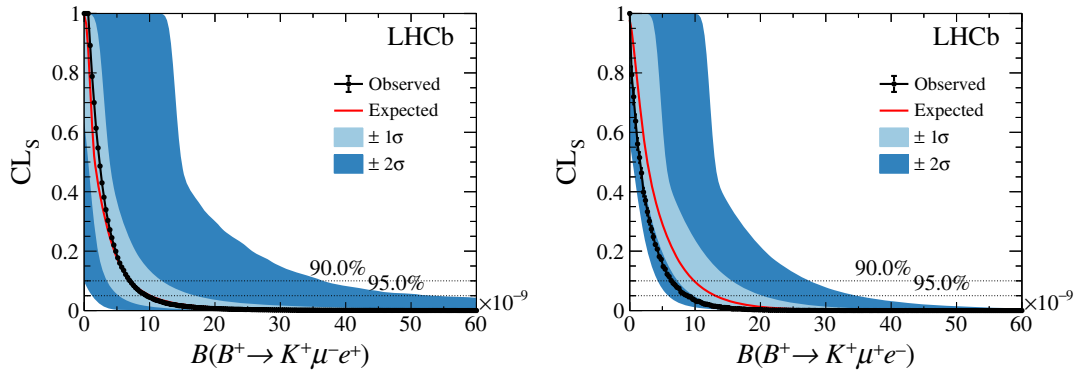 LHCb
Observed
Expected
± 1σ
± 2σ
90.0%
95.0%
CL_S
1
0.8
0.6
0.4
0.2
0
0 10 20 30 40 50 60
×10⁻⁹
B(B⁺→ K⁺μ⁻e⁺)
LHCb
Observed
Expected
± 1σ
± 2σ
90.0%
95.0%
CL_S
1
0.8
0.6
0.4
0.2
0
0 10 20 30 40 50 60
×10⁻⁹
B(B⁺→ K⁺μ⁺e⁻)